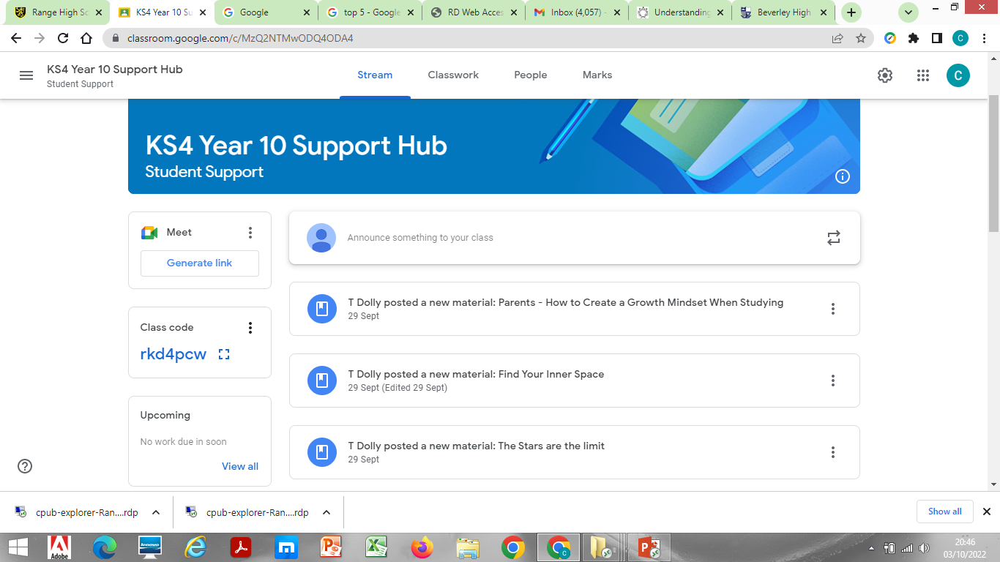 Range High Sc
KS4 Year 10 Su
Google
top 5 - Google
RD Web Acces
Inbox (4,057) -
Understanding
Beverley High
classroom.google.com/c/MzQ2NTMwODQ4ODA4
C
KS4 Year 10 Support Hub
Student Support
Stream
Classwork
People
Marks
C
KS4 Year 10 Support Hub
Student Support
Meet
Generate link
Announce something to your class
T Dolly posted a new material: Parents - How to Create a Growth Mindset When Studying
29 Sept
Class code
rkd4pcw
T Dolly posted a new material: Find Your Inner Space
29 Sept (Edited 29 Sept)
Upcoming
No work due in soon
View all
T Dolly posted a new material: The Stars are the limit
29 Sept
cpub-explorer-Ran....rdp
cpub-explorer-Ran....rdp
Show all
Adobe
lenovo
20:46
03/10/2022